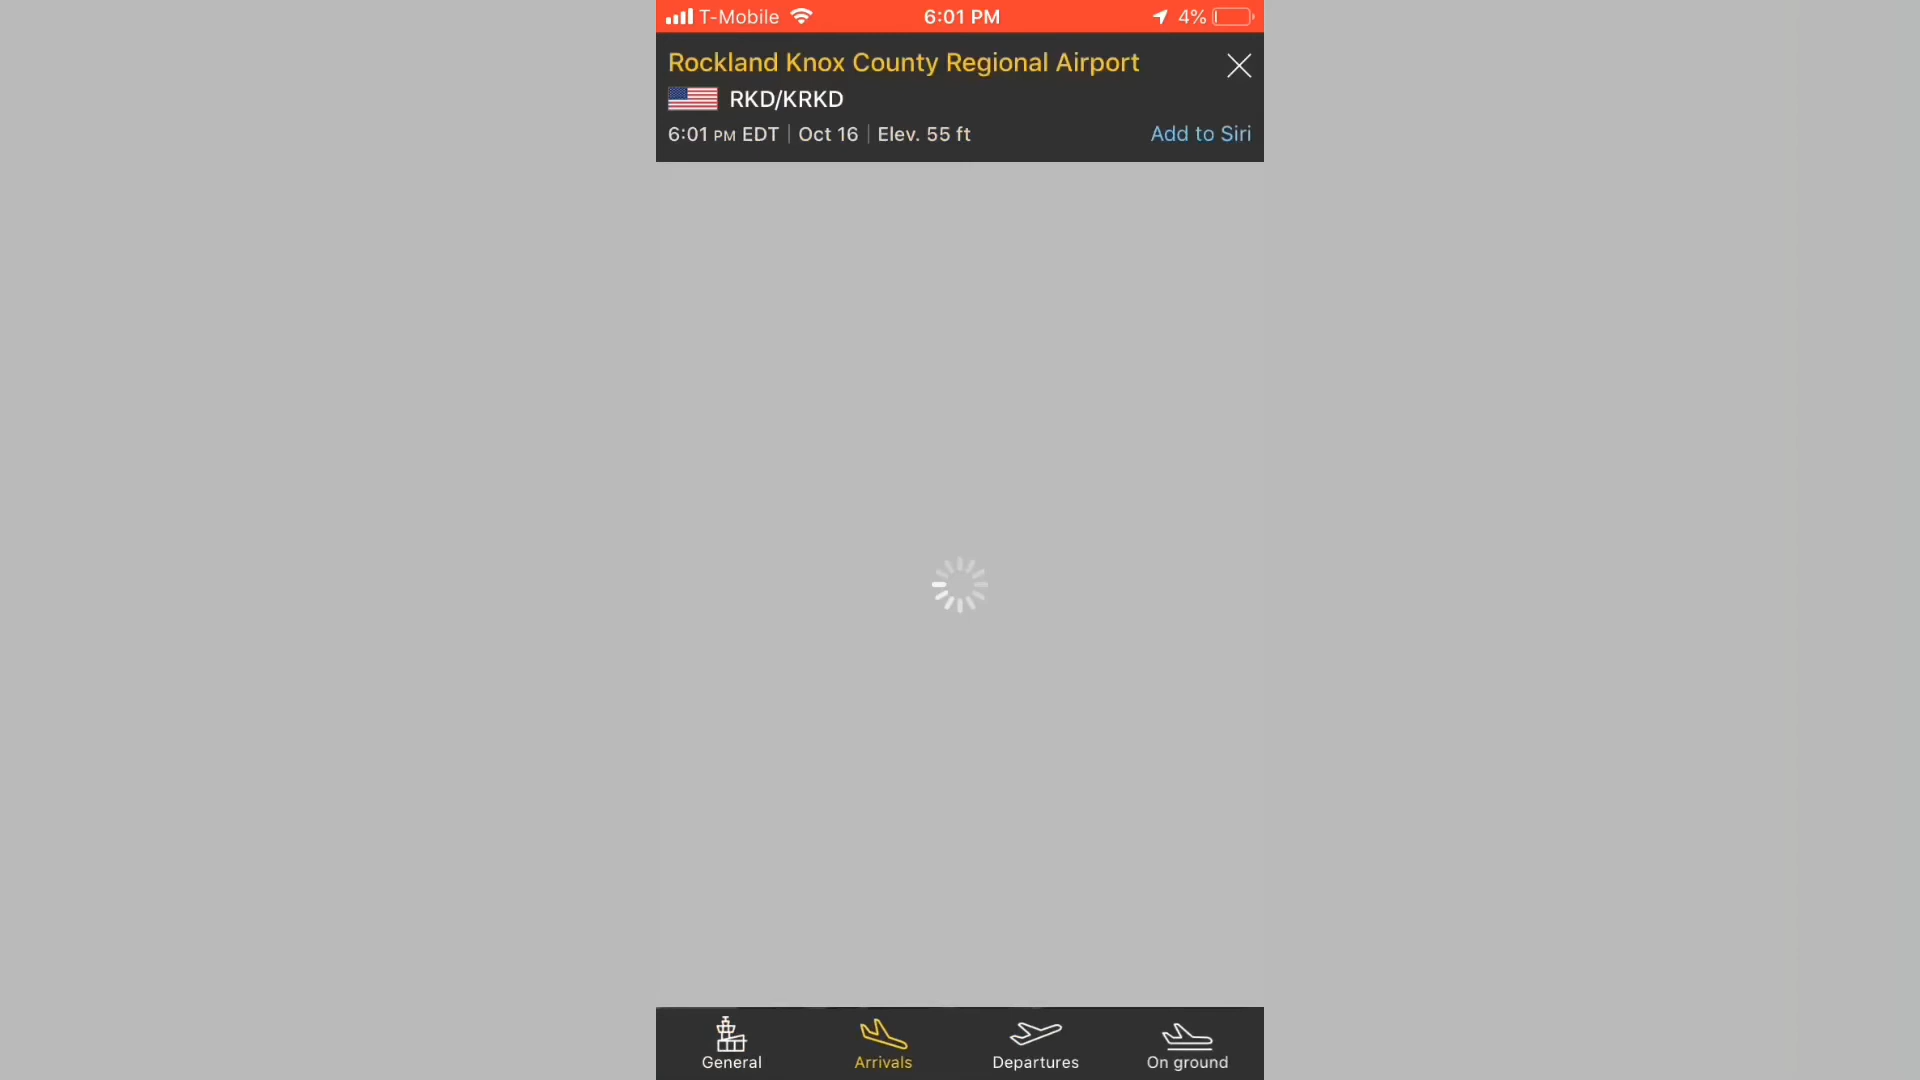 T-Mobile 6:01 PM 4%
Rockland Knox County Regional Airport
RKD/KRKD
6:01 PM EDT | Oct 16 | Elev. 55 ft Add to Siri
General Arrivals Departures On ground